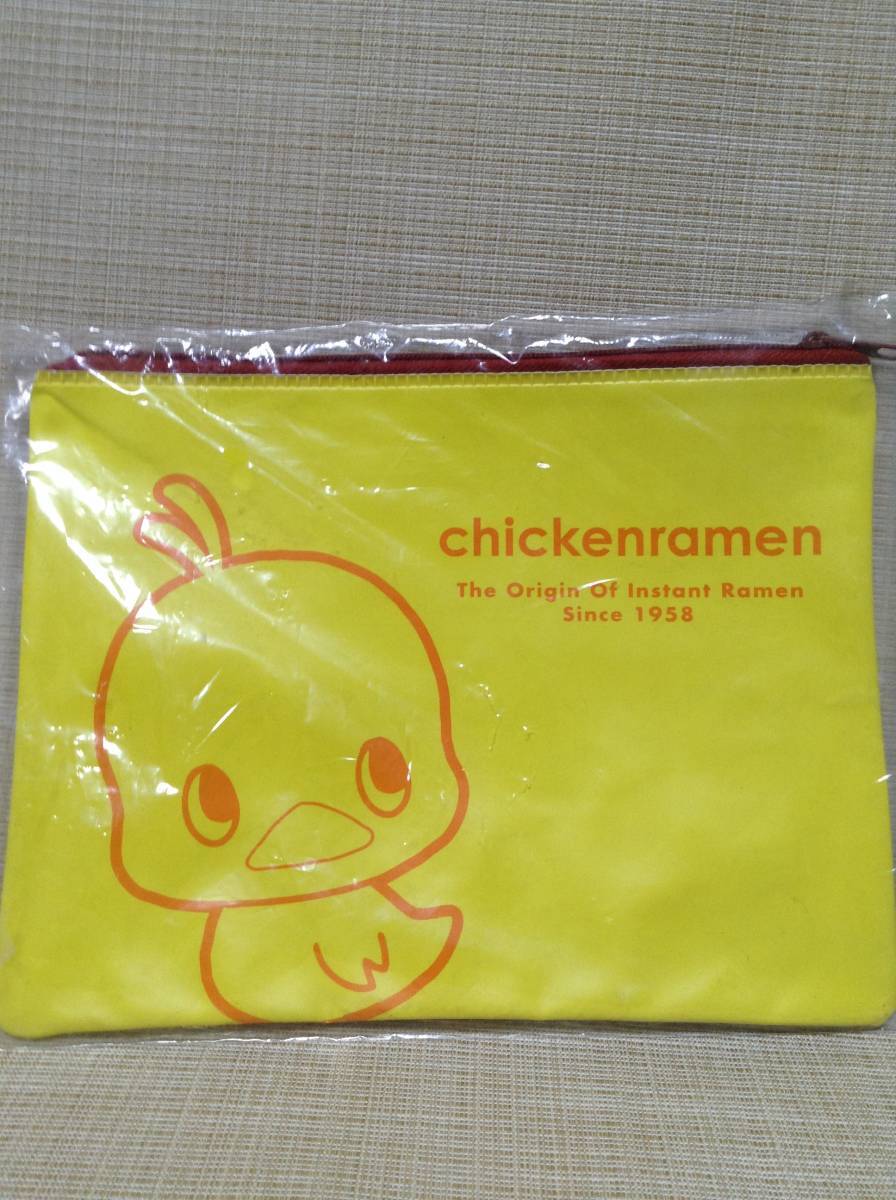 chickenramen
The Origin Of Instant Ramen
Since 1958